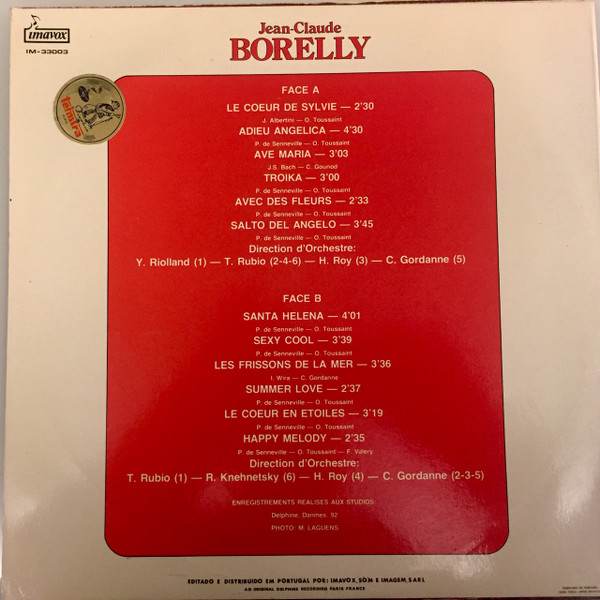 imavox
IM-33003
Jean-Claude
BORELLY
telmira
FACE A
LE COEUR DE SYLVIE — 2'30
J. Albertini — O. Toussaint
ADIEU ANGELICA — 4'30
P. de Senneville — O. Toussaint
AVE MARIA — 3'03
J.S. Bach — C. Gounod
TROIKA — 3'00
P. de Senneville — O. Toussaint
AVEC DES FLEURS — 2'33
P. de Senneville — O. Toussaint
SALTO DEL ANGELO — 3'45
P. de Senneville — O. Toussaint
Direction d'Orchestre:
Y. Riolland (1) — T. Rubio (2-4-6) — H. Roy (3) — C. Gordanne (5)
FACE B
SANTA HELENA — 4'01
P. de Senneville — O. Toussaint
SEXY COOL — 3'39
P. de Senneville — O. Toussaint
LES FRISSONS DE LA MER — 3'36
I. Wira — C. Gordanne
SUMMER LOVE — 2'37
P. de Senneville — O. Toussaint
LE COEUR EN ETOILES — 3'19
P. de Senneville — O. Toussaint
HAPPY MELODY — 2'35
P. de Senneville — O. Toussaint — F. Valery
Direction d'Orchestre:
T. Rubio (1) — R. Knehnetsky (6) — H. Roy (4) — C. Gordanne (2-3-5)
ENREGISTREMENTS REALISES AUX STUDIOS:
Delphine, Danmes, 92
PHOTO: M. LAGUENS
EDITADO E DISTRIBUIDO EM PORTUGAL POR: IMAVOX, SOM E IMAGEM, SARL
AN ORIGINAL DELPHINE RECORDING PARIS FRANCE